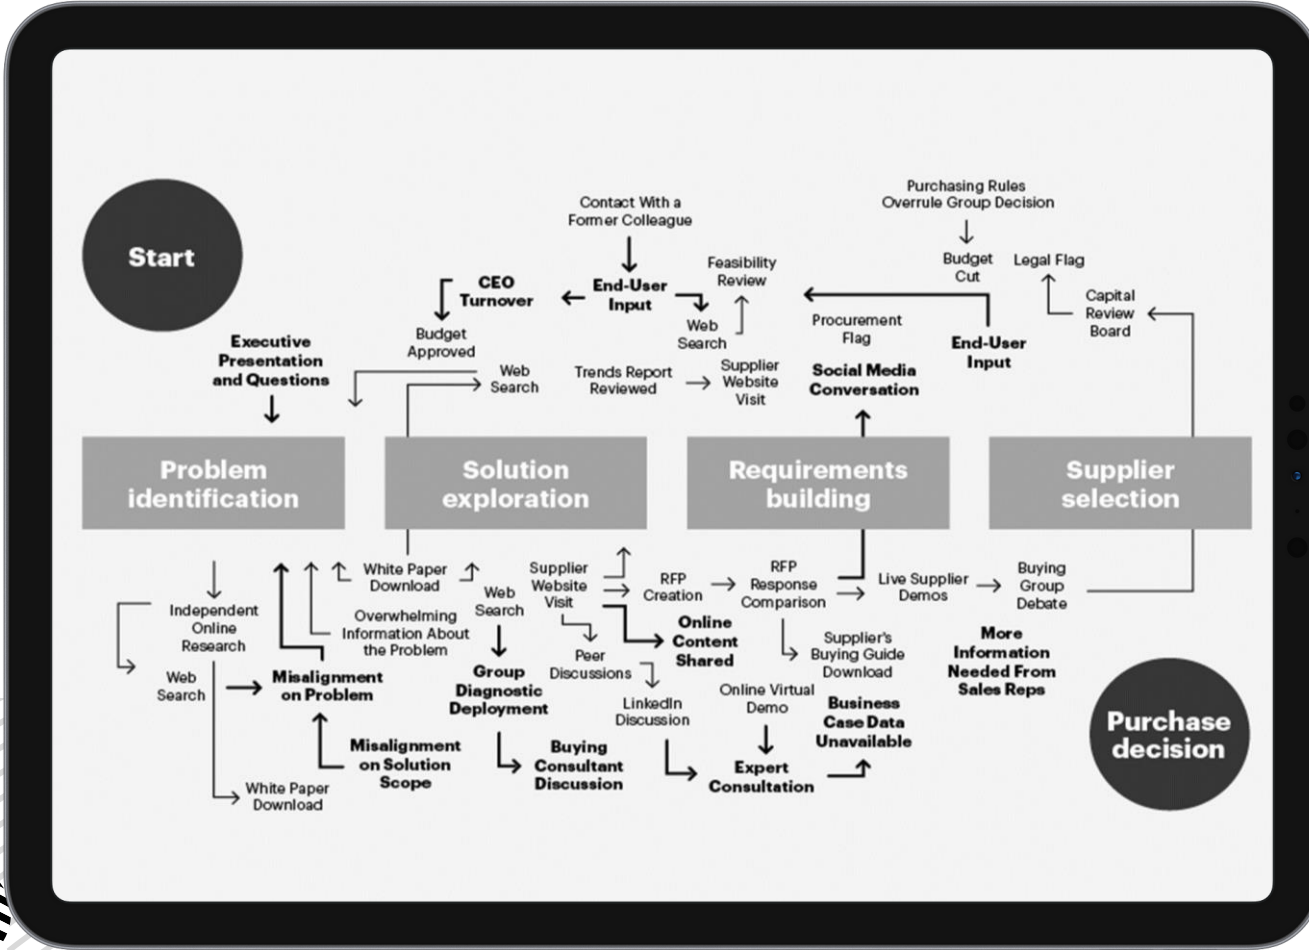 Start
Executive
Presentation
and Questions
CEO
Turnover
Budget
Approved
Web
Search
Contact With a
Former Colleague
End-User
Input
Web
Search
Feasibility
Review
Trends Report
Reviewed
Supplier
Website
Visit
Purchasing Rules
Overrule Group Decision
Budget
Cut
Legal Flag
Capital
Review
Board
Procurement
Flag
Social Media
Conversation
End-User
Input
Problem
identification
Solution
exploration
Requirements
building
Supplier
selection
Independent
Online
Research
Web
Search
White Paper
Download
Overwhelming
Information About
the Problem
Misalignment
on Problem
Misalignment
on Solution
Scope
White Paper
Download
Web
Search
Group
Diagnostic
Deployment
Buying
Consultant
Discussion
Supplier
Website
Visit
Peer
Discussions
LinkedIn
Discussion
RFP
Creation
Online
Content
Shared
RFP
Response
Comparison
Supplier's
Buying Guide
Download
Online Virtual
Demo
Expert
Consultation
Business
Case Data
Unavailable
Live Supplier
Demos
Buying
Group
Debate
More
Information
Needed From
Sales Reps
Purchase
decision